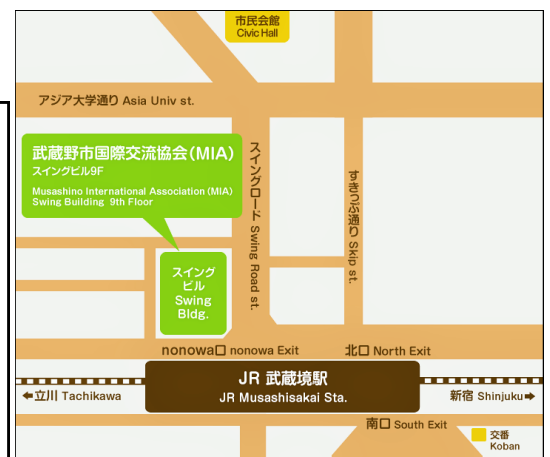 市民会館
Civic Hall
アジア大学通り Asia Univ st.
武蔵野市国際交流協会(MIA)
スイングビル9F
Musashino International Association (MIA)
Swing Building 9th Floor
スイングロード Swing Road st.
すきっぷ通り Skip st.
スイング
ビル
Swing
Bldg.
nonowa口 nonowa Exit
北口 North Exit
JR 武蔵境駅
JR Musashisakai Sta.
←立川 Tachikawa
新宿 Shinjuku→
南口 South Exit
交番
Koban